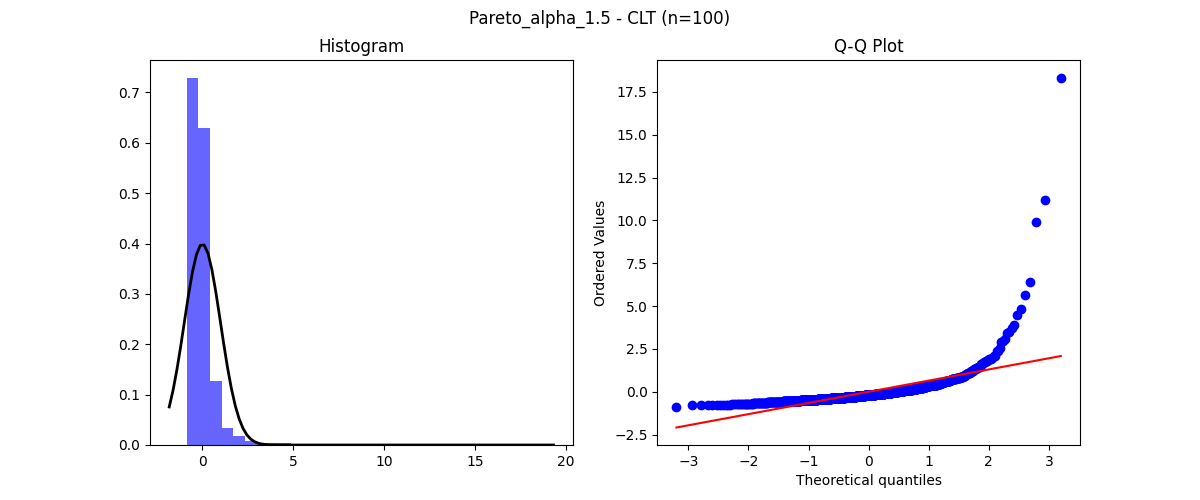 Pareto_alpha_1.5 - CLT (n=100)
Histogram
0.7
0.6
0.5
0.4
0.3
0.2
0.1
0.0
0 5 10 15 20
Q-Q Plot
Ordered Values
17.5
15.0
12.5
10.0
7.5
5.0
2.5
0.0
−2.5
−3 −2 −1 0 1 2 3
Theoretical quantiles